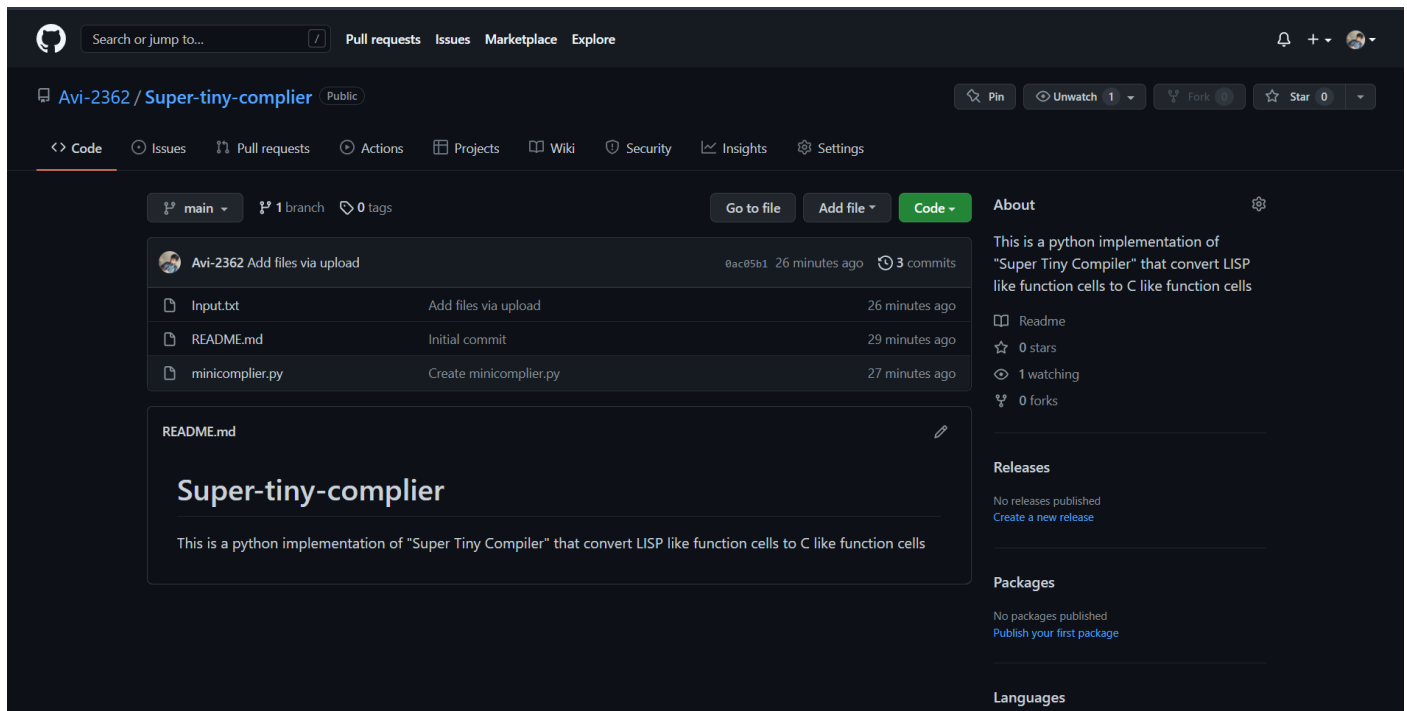 Search or jump to... /
Pull requests Issues Marketplace Explore
Avi-2362 / Super-tiny-complier Public
Pin Unwatch 1 Fork 0 Star 0
Code Issues Pull requests Actions Projects Wiki Security Insights Settings
main 1 branch 0 tags
Go to file Add file Code
Avi-2362 Add files via upload 0ac05b1 26 minutes ago 3 commits
Input.txt Add files via upload 26 minutes ago
README.md Initial commit 29 minutes ago
minicomplier.py Create minicomplier.py 27 minutes ago
README.md
Super-tiny-complier
This is a python implementation of "Super Tiny Compiler" that convert LISP like function cells to C like function cells
About
This is a python implementation of
"Super Tiny Compiler" that convert LISP
like function cells to C like function cells
Readme
0 stars
1 watching
0 forks
Releases
No releases published
Create a new release
Packages
No packages published
Publish your first package
Languages